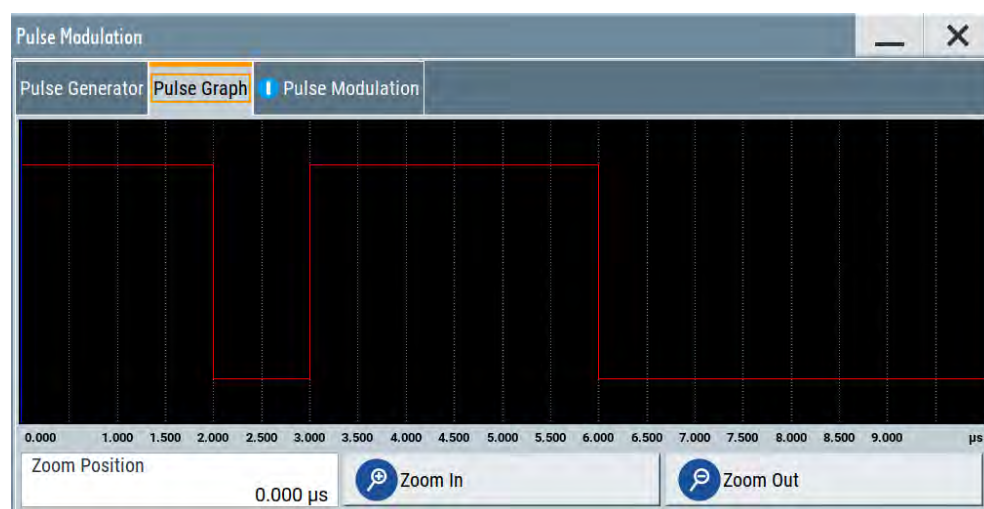 Pulse Modulation
Pulse Generator Pulse Graph Pulse Modulation
0.000 1.000 1.500 2.000 2.500 3.000 3.500 4.000 4.500 5.000 5.500 6.000 6.500 7.000 7.500 8.000 8.500 9.000 µs
Zoom Position
0.000 µs
Zoom In
Zoom Out